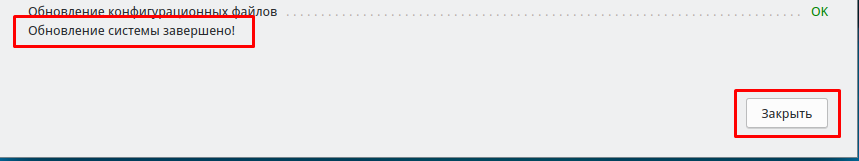 Обновление конфигурационных файлов ........................................................................ OK
Обновление системы завершено!
Закрыть